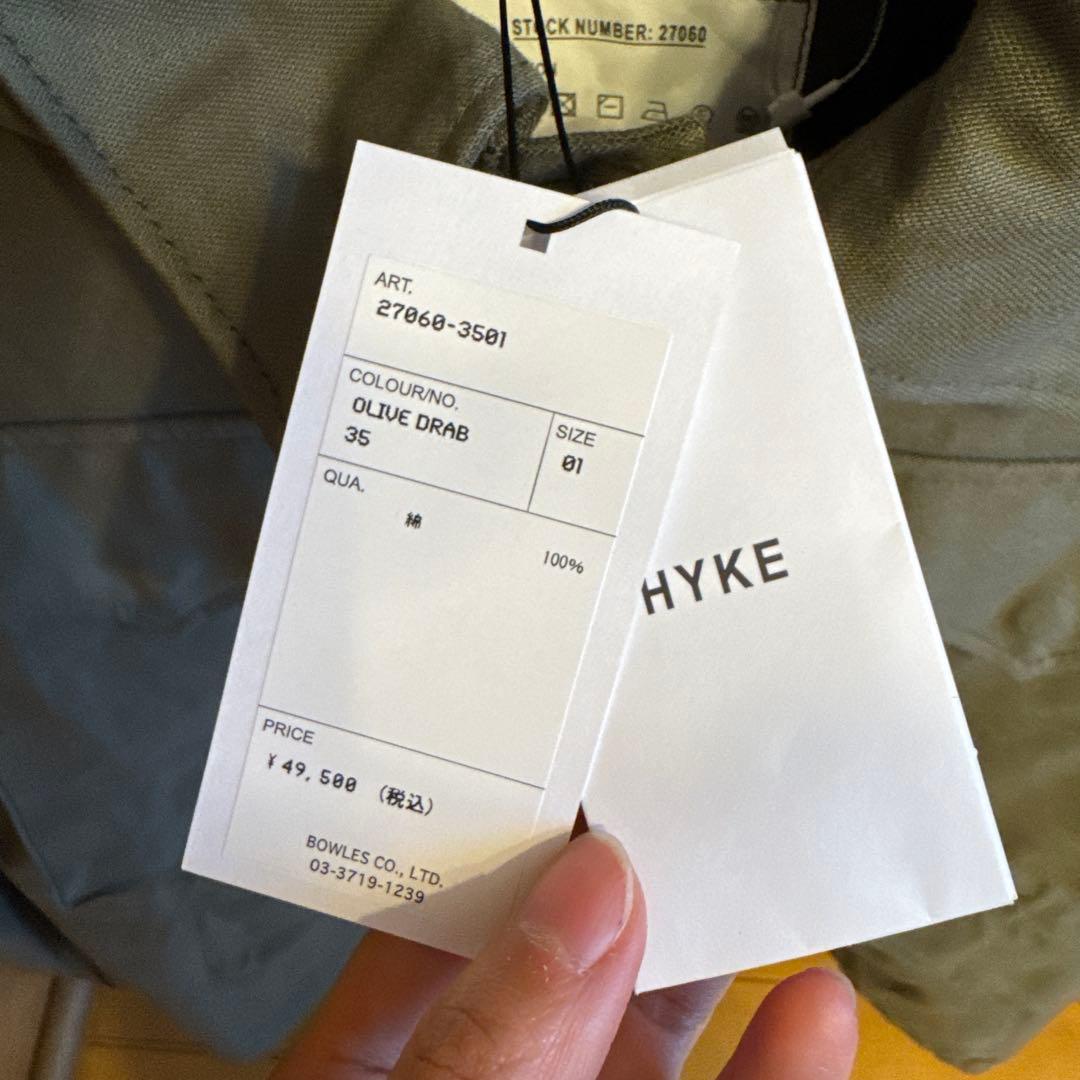 STOCK NUMBER: 27060
ART.
27060-3501
COLOUR/NO.
OLIVE DRAB
35
SIZE
01
QUA.
綿
100%
PRICE
¥49,500 (税込)
BOWLES CO., LTD.
03-3719-1239
HYKE